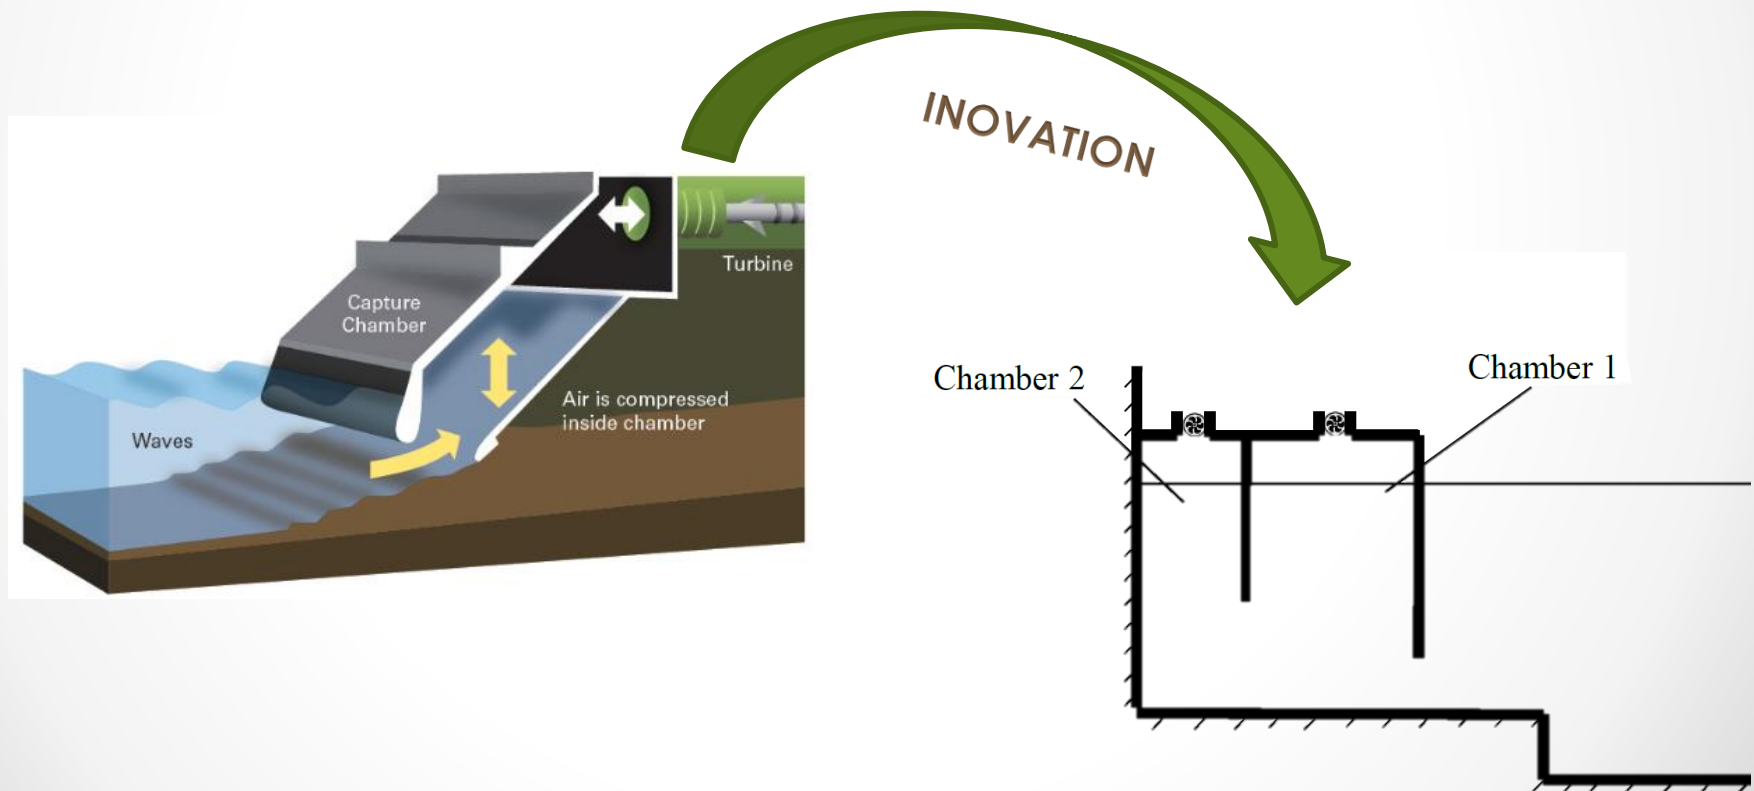 INOVATION
Turbine
Capture
Chamber
Air is compressed
inside chamber
Waves
Chamber 2
Chamber 1